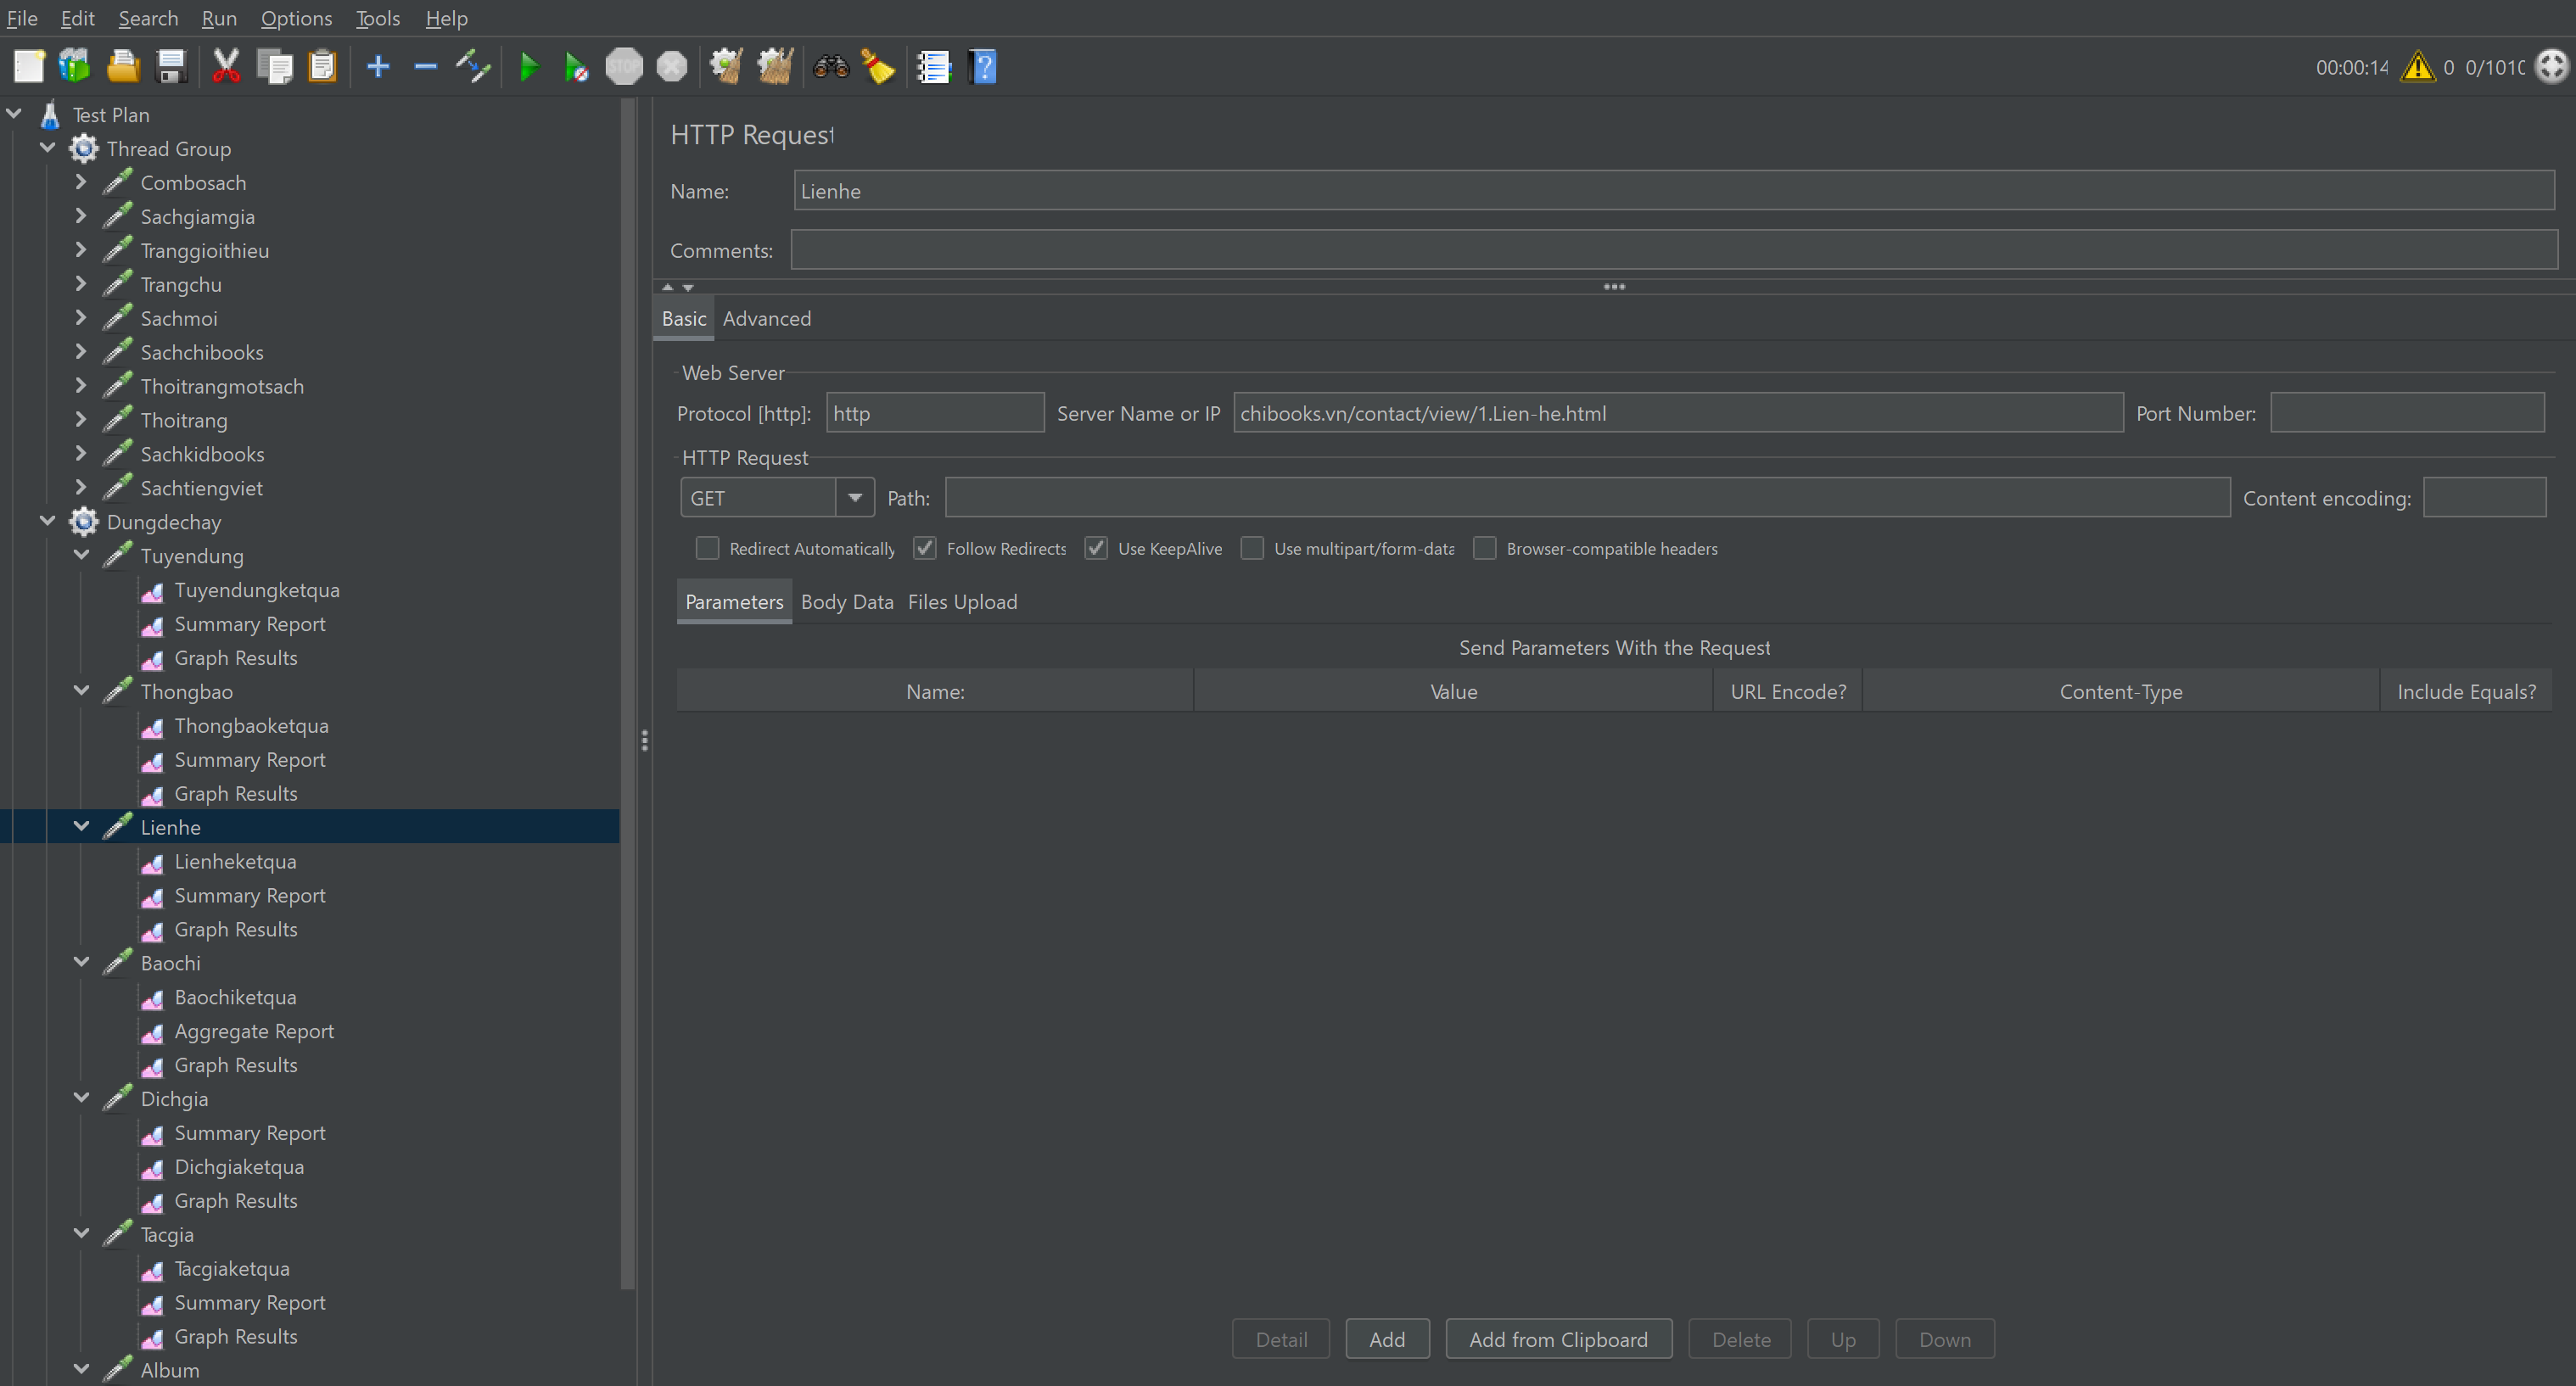 File Edit Search Run Options Tools Help
STOP
00:00:14 0 0/1010
Test Plan
Thread Group
Combosach
Sachgiamgia
Tranggioithieu
Trangchu
Sachmoi
Sachchibooks
Thoitrangmotsach
Thoitrang
Sachkidbooks
Sachtiengviet
Dungdechay
Tuyendung
Tuyendungketqua
Summary Report
Graph Results
Thongbao
Thongbaoketqua
Summary Report
Graph Results
Lienhe
Lienheketqua
Summary Report
Graph Results
Baochi
Baochiketqua
Aggregate Report
Graph Results
Dichgia
Summary Report
Dichgiaketqua
Graph Results
Tacgia
Tacgiaketqua
Summary Report
Graph Results
Album
HTTP Request
Name: Lienhe
Comments:
Basic Advanced
Web Server
Protocol [http]: http Server Name or IP chibooks.vn/contact/view/1.Lien-he.html Port Number:
HTTP Request
GET Path: Content encoding:
Redirect Automatically Follow Redirects Use KeepAlive Use multipart/form-data Browser-compatible headers
Parameters Body Data Files Upload
Send Parameters With the Request
Name: Value URL Encode? Content-Type Include Equals?
Detail Add Add from Clipboard Delete Up Down